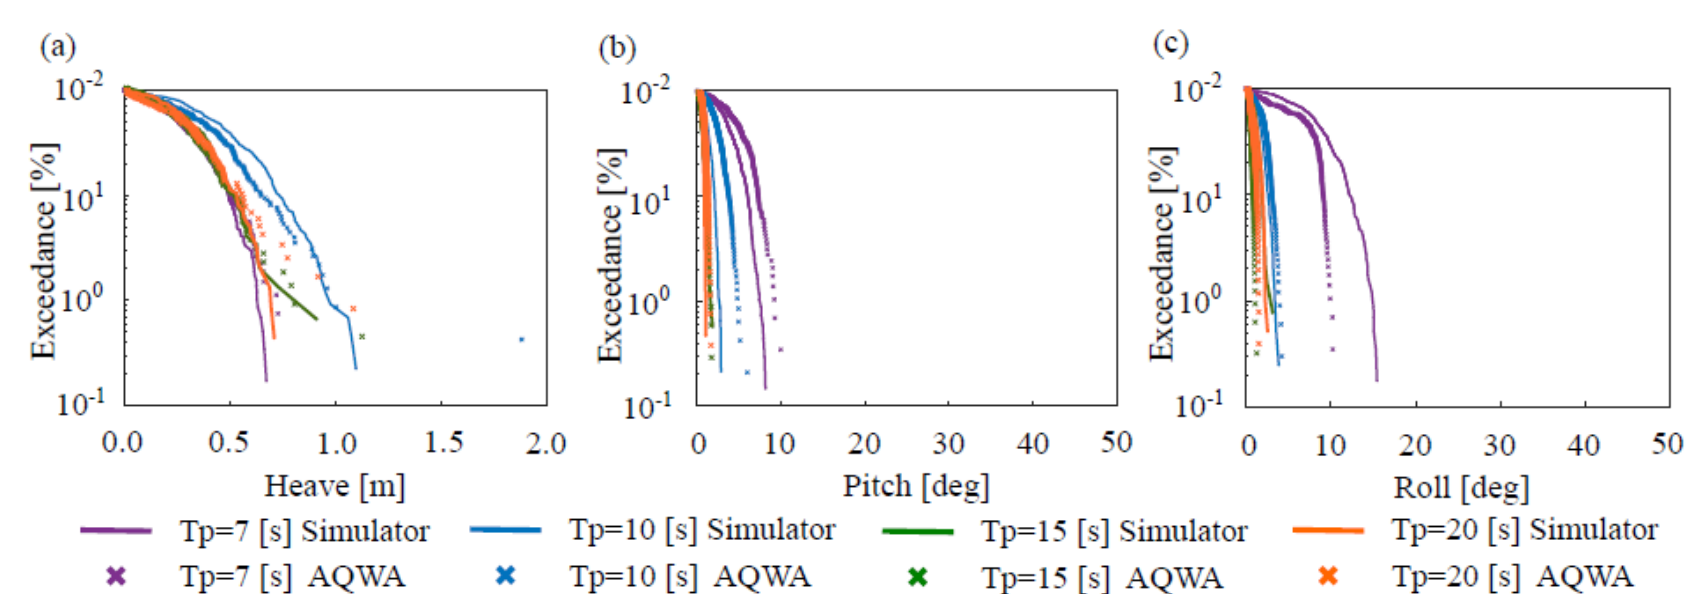 (a) (b) (c)
10-2 10-2 10-2
Exceedance [%] Exceedance [%] Exceedance [%]
101 101 101
100 100 100
10-1 10-1 10-1
0.0 0.5 1.0 1.5 2.0 0 10 20 30 40 50 0 10 20 30 40 50
Heave [m] Pitch [deg] Roll [deg]
Tp=7 [s] Simulator Tp=10 [s] Simulator Tp=15 [s] Simulator Tp=20 [s] Simulator
Tp=7 [s] AQWA Tp=10 [s] AQWA Tp=15 [s] AQWA Tp=20 [s] AQWA